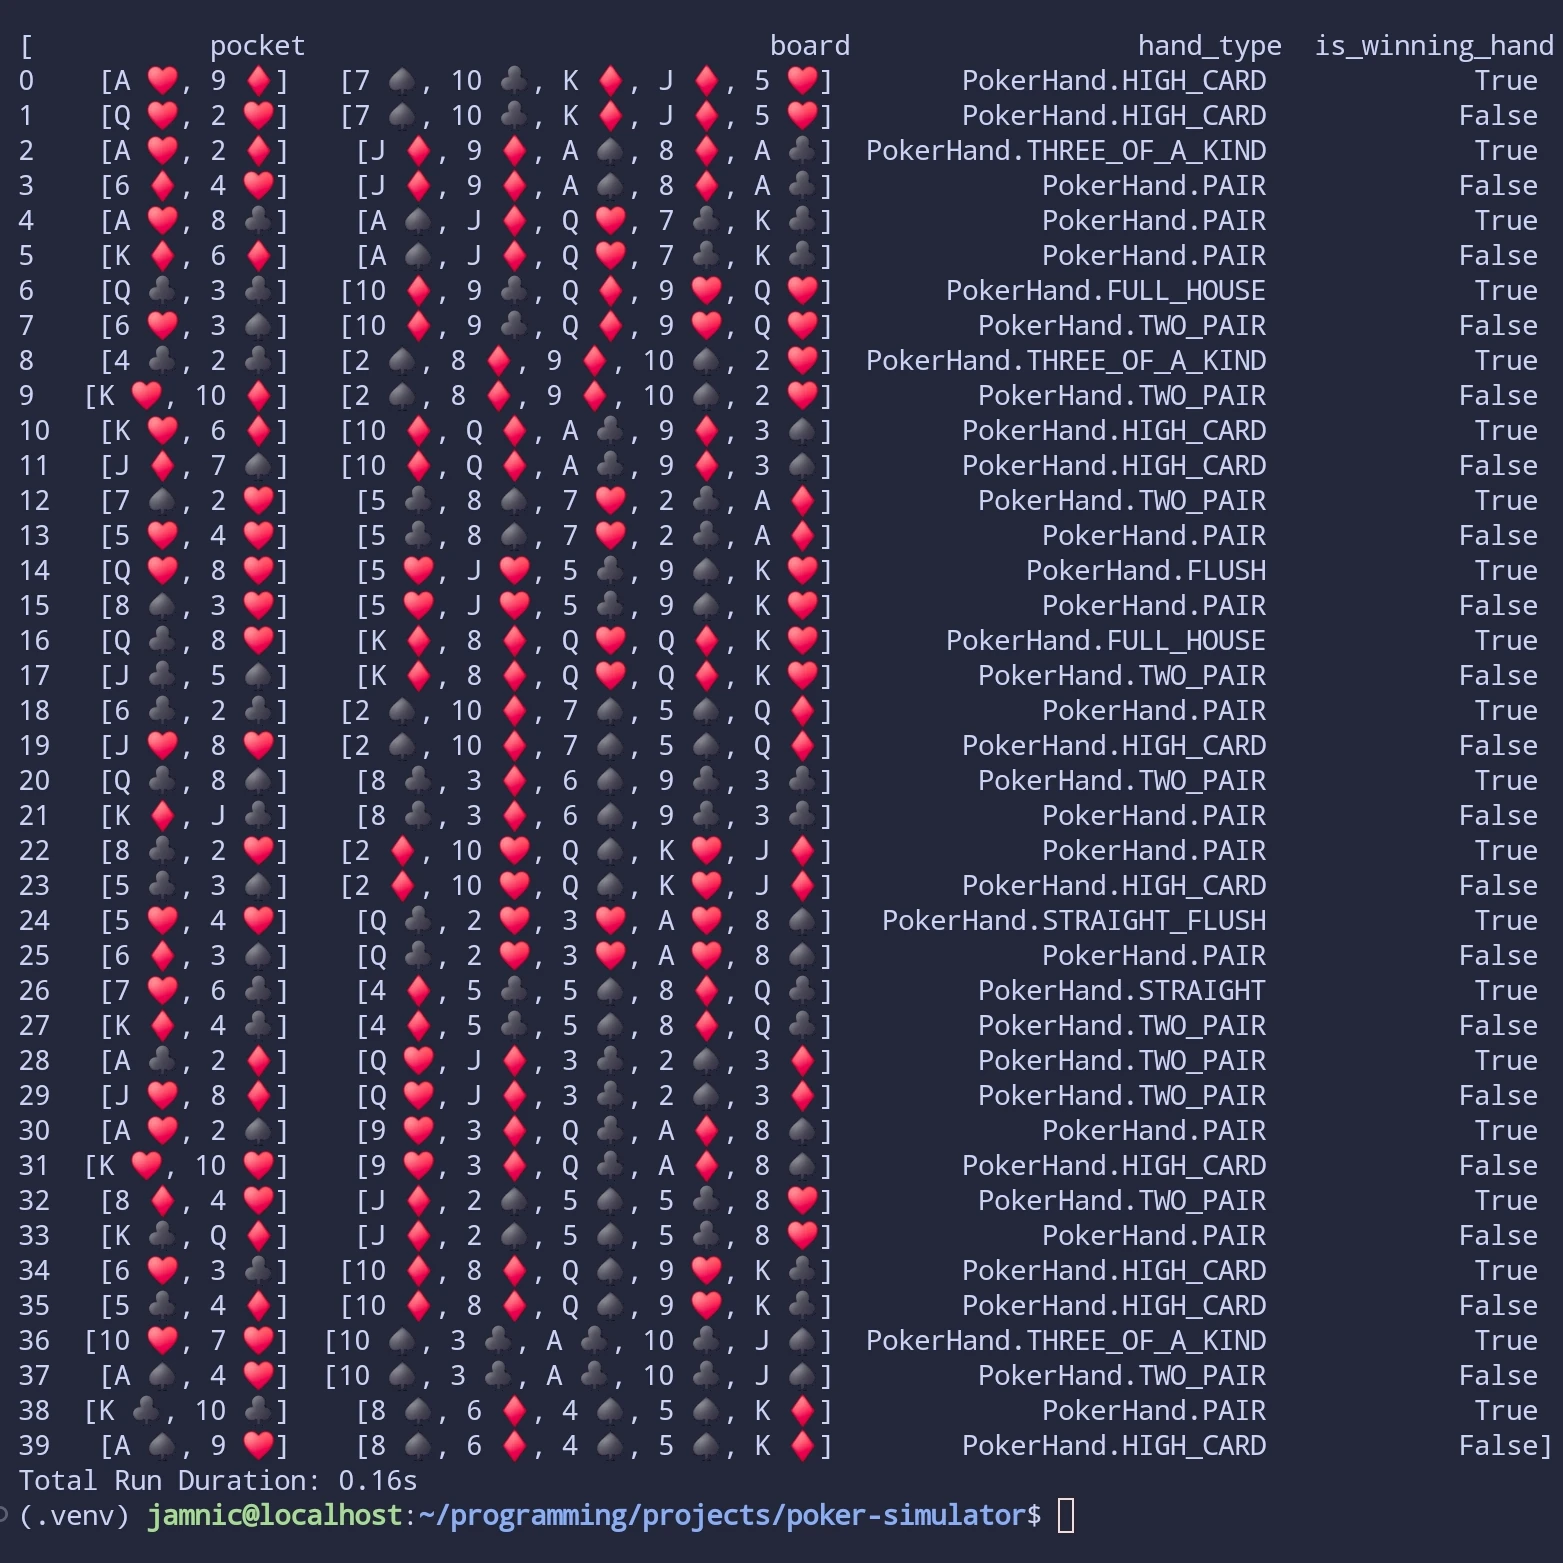 [ pocket board hand_type is_winning_hand
0 [A ♥, 9 ♦] [7 ♠, 10 ♣, K ♦, J ♦, 5 ♥] PokerHand.HIGH_CARD True
1 [Q ♥, 2 ♥] [7 ♠, 10 ♣, K ♦, J ♦, 5 ♥] PokerHand.HIGH_CARD False
2 [A ♥, 2 ♦] [J ♦, 9 ♦, A ♠, 8 ♦, A ♣] PokerHand.THREE_OF_A_KIND True
3 [6 ♦, 4 ♥] [J ♦, 9 ♦, A ♠, 8 ♦, A ♣] PokerHand.PAIR False
4 [A ♥, 8 ♣] [A ♠, J ♦, Q ♥, 7 ♣, K ♣] PokerHand.PAIR True
5 [K ♦, 6 ♦] [A ♠, J ♦, Q ♥, 7 ♣, K ♣] PokerHand.PAIR False
6 [Q ♣, 3 ♣] [10 ♦, 9 ♣, Q ♦, 9 ♥, Q ♥] PokerHand.FULL_HOUSE True
7 [6 ♥, 3 ♠] [10 ♦, 9 ♣, Q ♦, 9 ♥, Q ♥] PokerHand.TWO_PAIR False
8 [4 ♣, 2 ♣] [2 ♠, 8 ♦, 9 ♦, 10 ♠, 2 ♥] PokerHand.THREE_OF_A_KIND True
9 [K ♥, 10 ♦] [2 ♠, 8 ♦, 9 ♦, 10 ♠, 2 ♥] PokerHand.TWO_PAIR False
10 [K ♥, 6 ♦] [10 ♦, Q ♦, A ♣, 9 ♦, 3 ♠] PokerHand.HIGH_CARD True
11 [J ♦, 7 ♠] [10 ♦, Q ♦, A ♣, 9 ♦, 3 ♠] PokerHand.HIGH_CARD False
12 [7 ♠, 2 ♥] [5 ♣, 8 ♠, 7 ♥, 2 ♣, A ♦] PokerHand.TWO_PAIR True
13 [5 ♥, 4 ♥] [5 ♣, 8 ♠, 7 ♥, 2 ♣, A ♦] PokerHand.PAIR False
14 [Q ♥, 8 ♥] [5 ♥, J ♥, 5 ♣, 9 ♠, K ♥] PokerHand.FLUSH True
15 [8 ♠, 3 ♥] [5 ♥, J ♥, 5 ♣, 9 ♠, K ♥] PokerHand.PAIR False
16 [Q ♣, 8 ♥] [K ♦, 8 ♦, Q ♥, Q ♦, K ♥] PokerHand.FULL_HOUSE True
17 [J ♣, 5 ♠] [K ♦, 8 ♦, Q ♥, Q ♦, K ♥] PokerHand.TWO_PAIR False
18 [6 ♣, 2 ♣] [2 ♠, 10 ♦, 7 ♠, 5 ♠, Q ♦] PokerHand.PAIR True
19 [J ♥, 8 ♥] [2 ♠, 10 ♦, 7 ♠, 5 ♠, Q ♦] PokerHand.HIGH_CARD False
20 [Q ♣, 8 ♠] [8 ♣, 3 ♦, 6 ♠, 9 ♣, 3 ♣] PokerHand.TWO_PAIR True
21 [K ♦, J ♣] [8 ♣, 3 ♦, 6 ♠, 9 ♣, 3 ♣] PokerHand.PAIR False
22 [8 ♣, 2 ♥] [2 ♦, 10 ♥, Q ♠, K ♥, J ♦] PokerHand.PAIR True
23 [5 ♣, 3 ♠] [2 ♦, 10 ♥, Q ♠, K ♥, J ♦] PokerHand.HIGH_CARD False
24 [5 ♥, 4 ♥] [Q ♣, 2 ♥, 3 ♥, A ♥, 8 ♠] PokerHand.STRAIGHT_FLUSH True
25 [6 ♦, 3 ♠] [Q ♣, 2 ♥, 3 ♥, A ♥, 8 ♠] PokerHand.PAIR False
26 [7 ♥, 6 ♣] [4 ♦, 5 ♣, 5 ♠, 8 ♦, Q ♣] PokerHand.STRAIGHT True
27 [K ♦, 4 ♣] [4 ♦, 5 ♣, 5 ♠, 8 ♦, Q ♣] PokerHand.TWO_PAIR False
28 [A ♣, 2 ♦] [Q ♥, J ♦, 3 ♣, 2 ♠, 3 ♦] PokerHand.TWO_PAIR True
29 [J ♥, 8 ♦] [Q ♥, J ♦, 3 ♣, 2 ♠, 3 ♦] PokerHand.TWO_PAIR False
30 [A ♥, 2 ♠] [9 ♥, 3 ♦, Q ♣, A ♦, 8 ♠] PokerHand.PAIR True
31 [K ♥, 10 ♥] [9 ♥, 3 ♦, Q ♣, A ♦, 8 ♠] PokerHand.HIGH_CARD False
32 [8 ♦, 4 ♥] [J ♦, 2 ♠, 5 ♠, 5 ♣, 8 ♥] PokerHand.TWO_PAIR True
33 [K ♣, Q ♦] [J ♦, 2 ♠, 5 ♠, 5 ♣, 8 ♥] PokerHand.PAIR False
34 [6 ♥, 3 ♣] [10 ♦, 8 ♦, Q ♠, 9 ♥, K ♣] PokerHand.HIGH_CARD True
35 [5 ♣, 4 ♦] [10 ♦, 8 ♦, Q ♠, 9 ♥, K ♣] PokerHand.HIGH_CARD False
36 [10 ♥, 7 ♥] [10 ♠, 3 ♣, A ♣, 10 ♣, J ♠] PokerHand.THREE_OF_A_KIND True
37 [A ♠, 4 ♥] [10 ♠, 3 ♣, A ♣, 10 ♣, J ♠] PokerHand.TWO_PAIR False
38 [K ♣, 10 ♣] [8 ♠, 6 ♦, 4 ♠, 5 ♠, K ♦] PokerHand.PAIR True
39 [A ♠, 9 ♥] [8 ♠, 6 ♦, 4 ♠, 5 ♠, K ♦] PokerHand.HIGH_CARD False]
Total Run Duration: 0.16s
(.venv) jamnic@localhost:~/programming/projects/poker-simulator$